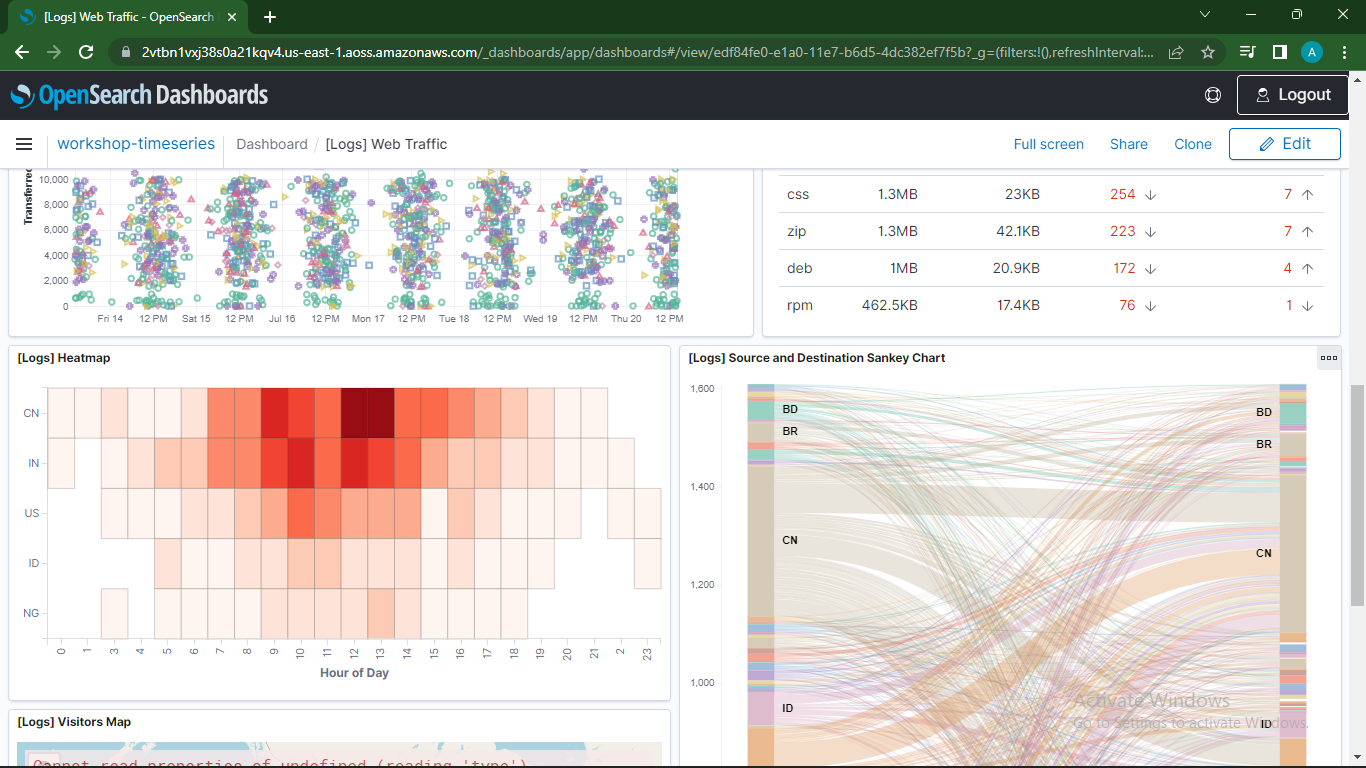 [Logs] Web Traffic - OpenSearch
2vtbn1vxj38s0a21kqv4.us-east-1.aoss.amazonaws.com/_dashboards/app/dashboards#/view/edf84fe0-e1a0-11e7-b6d5-4dc382ef7f5b?_g=(filters:!(),refreshInterval:...
A
OpenSearch Dashboards
Logout
workshop-timeseries
Dashboard / [Logs] Web Traffic
Full screen Share Clone Edit
Transferred
10,000
8,000
6,000
4,000
2,000
0
Fri 14 12 PM Sat 15 12 PM Jul 16 12 PM Mon 17 12 PM Tue 18 12 PM Wed 19 12 PM Thu 20 12 PM
css 1.3MB 23KB 254 ↓ 7 ↑
zip 1.3MB 42.1KB 223 ↓ 7 ↑
deb 1MB 20.9KB 172 ↓ 4 ↑
rpm 462.5KB 17.4KB 76 ↓ 1 ↓
[Logs] Heatmap
CN
IN
US
ID
NG
0 1 3 4 5 6 7 8 9 10 11 12 13 14 15 16 17 18 19 20 21 2 23
Hour of Day
[Logs] Source and Destination Sankey Chart
1,600
1,400
1,200
1,000
BD BD
BR BR
CN CN
ID ID
Activate Windows
Go to Settings to activate Windows.
[Logs] Visitors Map
Cannot read property of undefined (reading 'type')